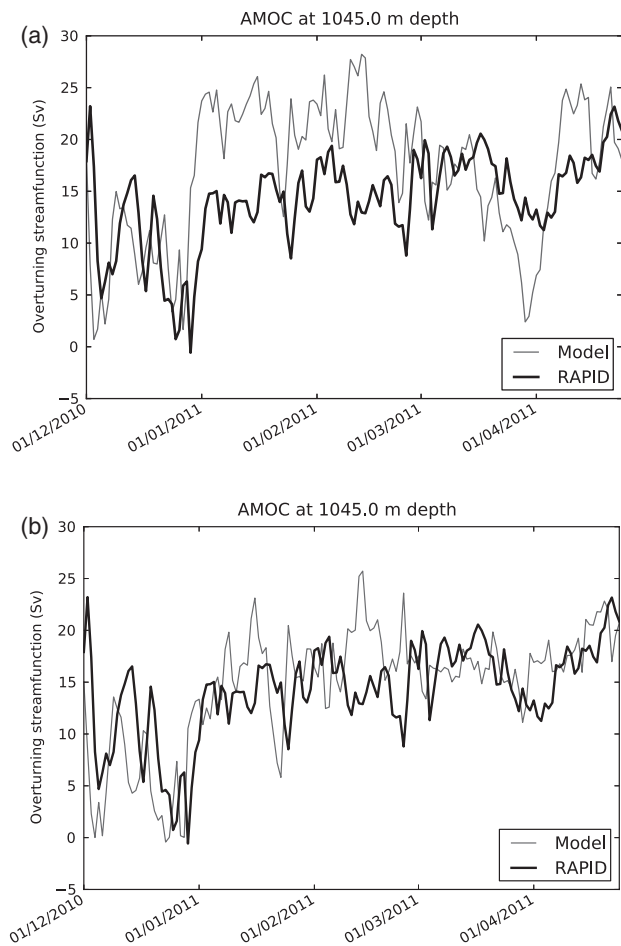 (a)
AMOC at 1045.0 m depth
Overturning streamfunction (Sv)
30
25
20
15
10
5
0
−5
Model
RAPID
01/12/2010
01/01/2011
01/02/2011
01/03/2011
01/04/2011
(b)
AMOC at 1045.0 m depth
Overturning streamfunction (Sv)
30
25
20
15
10
5
0
−5
Model
RAPID
01/12/2010
01/01/2011
01/02/2011
01/03/2011
01/04/2011